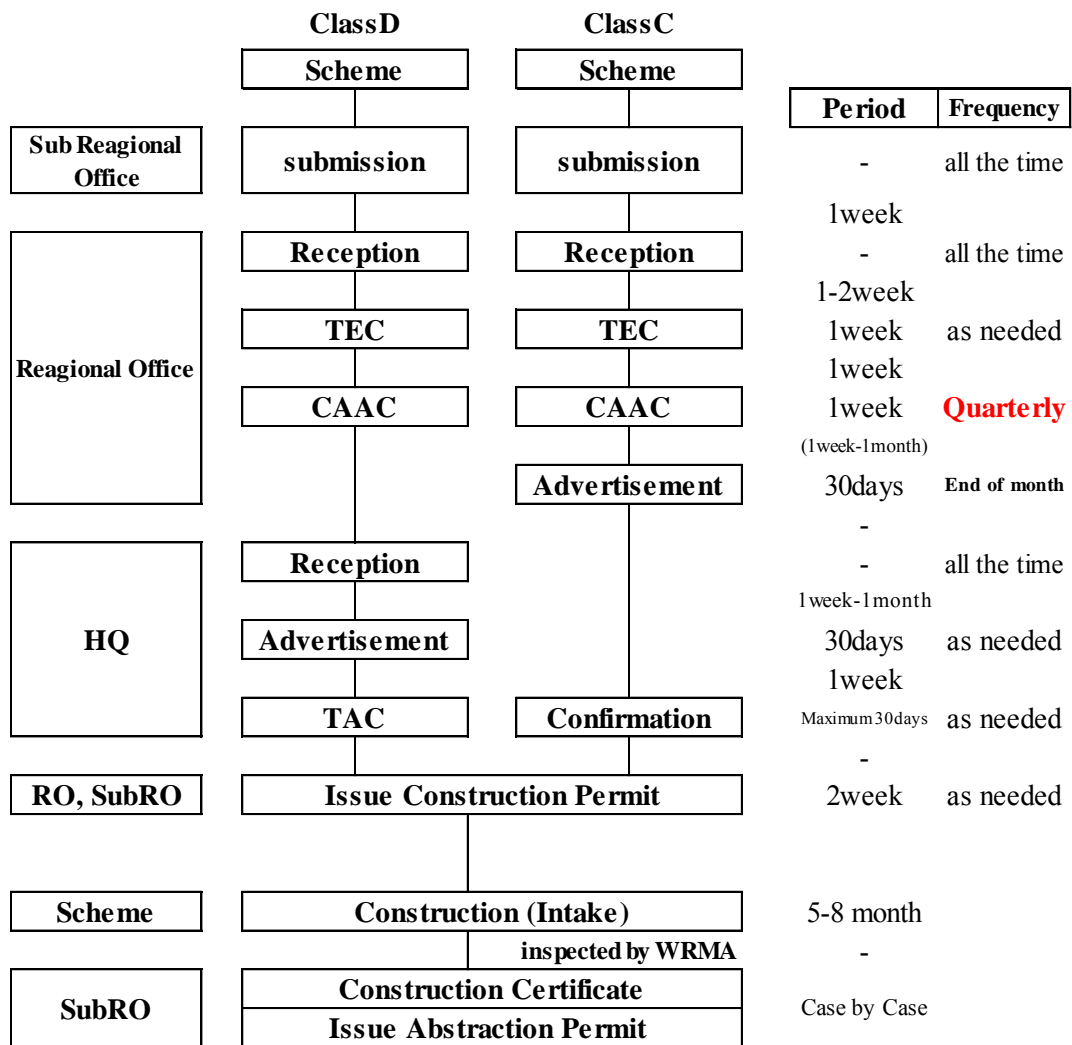 ClassD ClassC
Scheme Scheme
Period Frequency
Sub Reagional
Office
submission submission - all the time
1week
Reception Reception - all the time
1-2week
TEC TEC 1week as needed
Reagional Office
1week
CAAC CAAC 1week Quarterly
(1week-1month)
Advertisement 30days End of month
-
Reception - all the time
1week-1month
HQ Advertisement 30days as needed
1week
TAC Confirmation Maximum30days as needed
-
RO, SubRO Issue Construction Permit 2week as needed
Scheme Construction (Intake) 5-8 month
inspected by WRMA -
SubRO
Construction Certificate
Case by Case
Issue Abstraction Permit